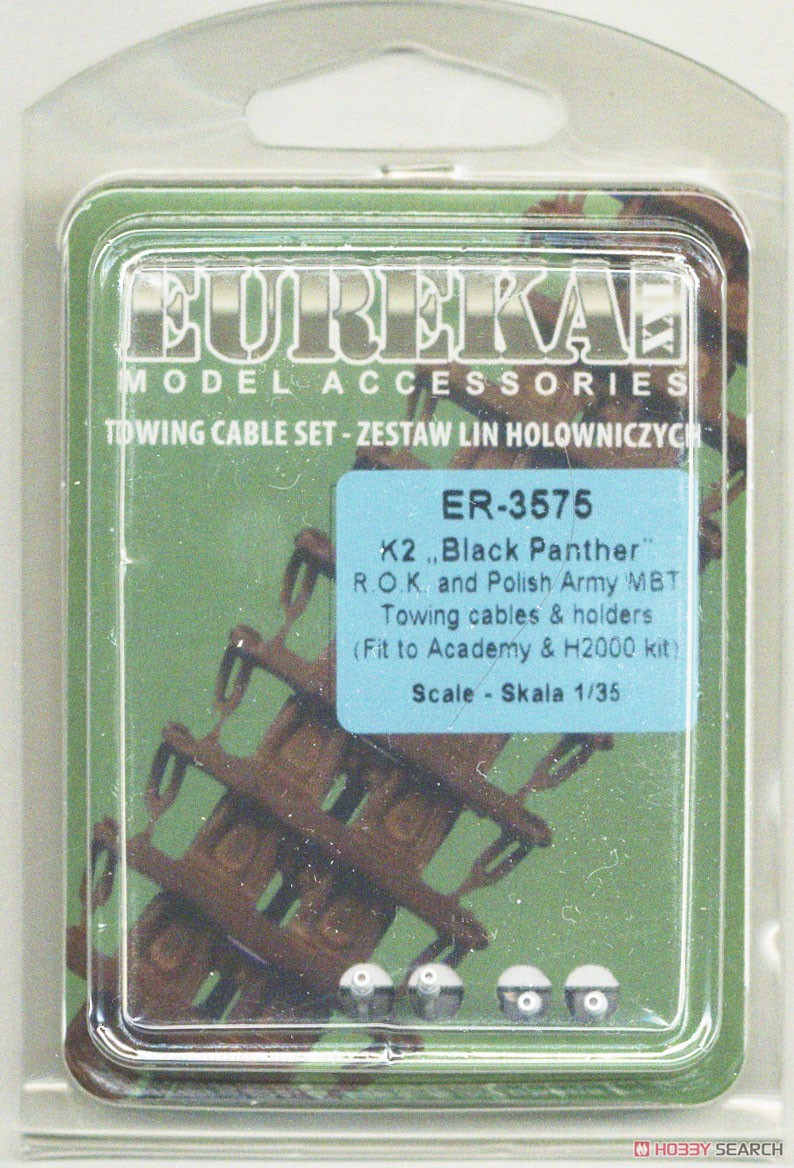 EUREKA XXL
MODEL ACCESSORIES
TOWING CABLE SET - ZESTAW LIN HOLOWNICZYCH
ER-3575
K2 „Black Panther"
R.O.K. and Polish Army MBT
Towing cables & holders
(Fit to Academy & H2000 kit)
Scale - Skala 1/35
HOBBY SEARCH